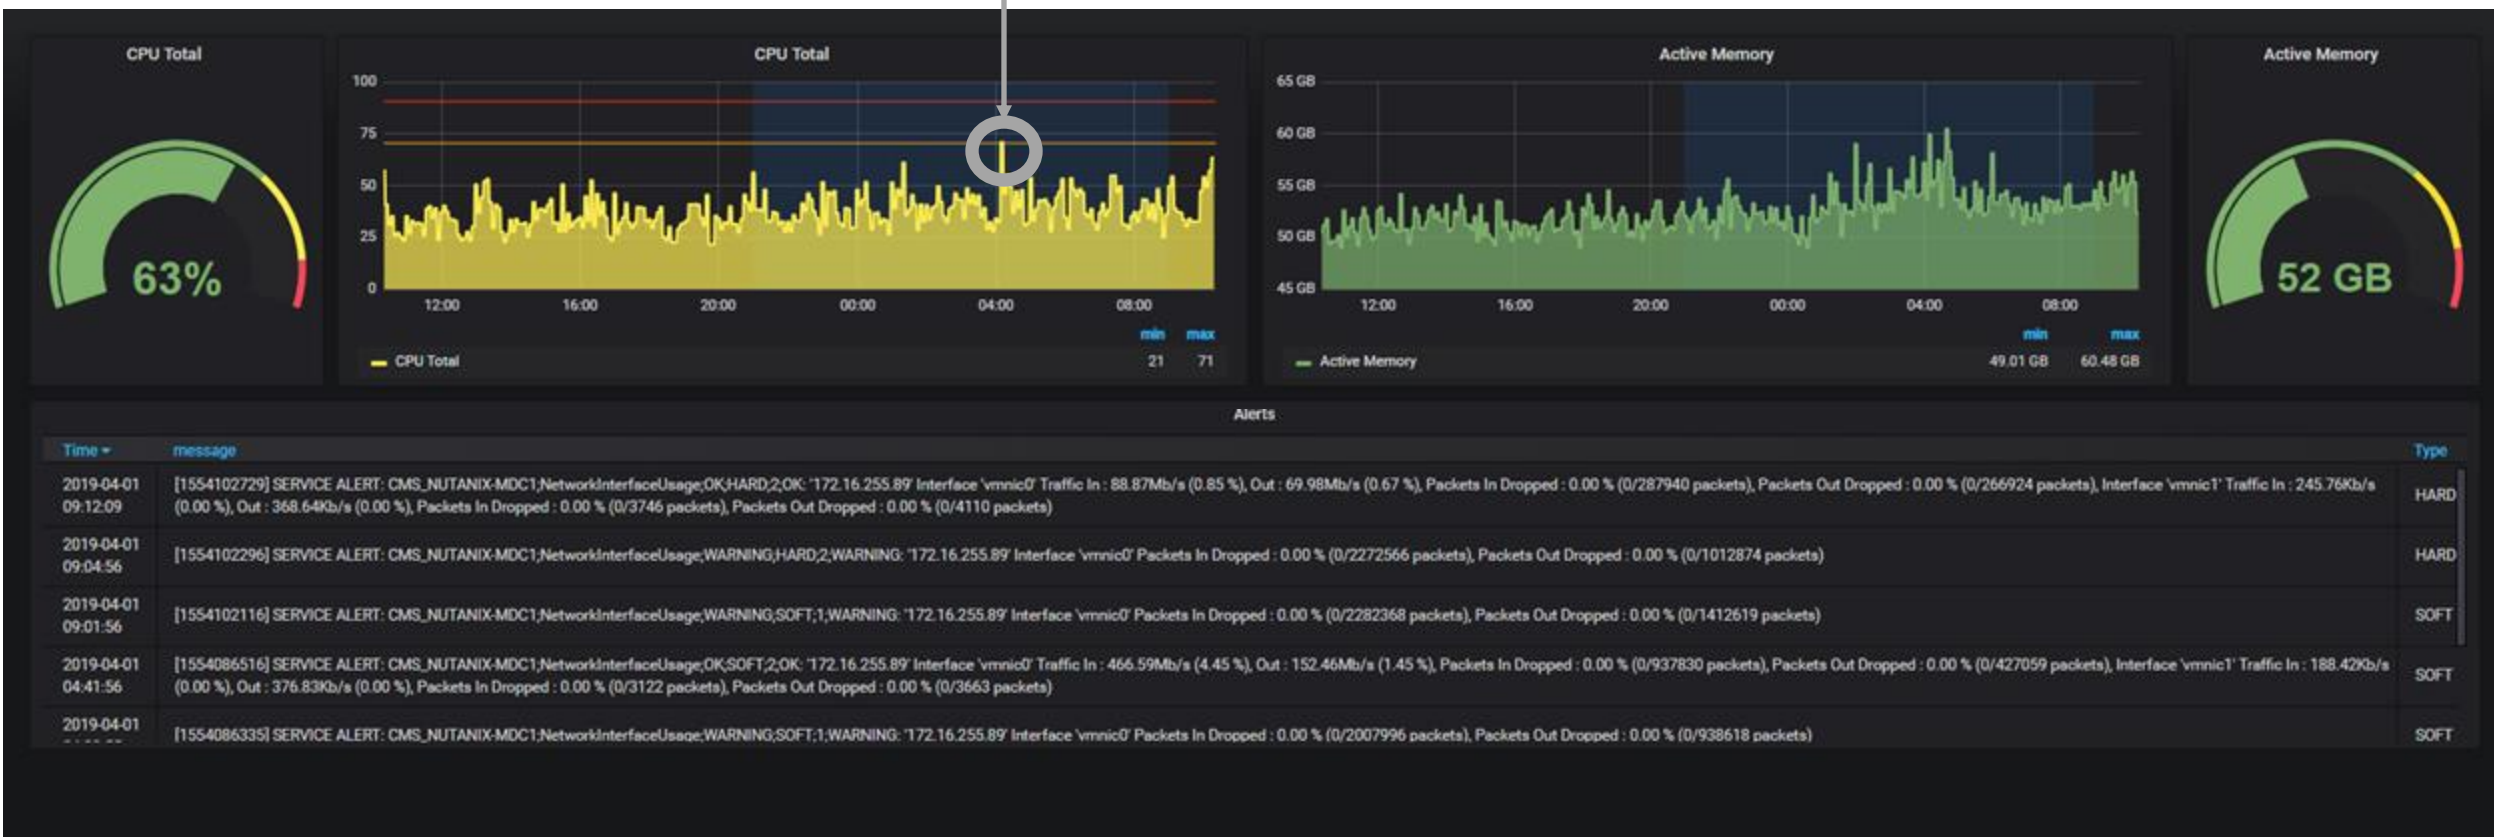 CPU Total
63%
CPU Total
100
75
50
25
0
12:00 16:00 20:00 00:00 04:00 08:00
min max
CPU Total 21 71
Active Memory
65 GB
60 GB
55 GB
50 GB
45 GB
12:00 16:00 20:00 00:00 04:00 08:00
min max
Active Memory 49.01 GB 60.48 GB
Active Memory
52 GB
Alerts
Time message Type
2019-04-01
09:12:09
[1554102729] SERVICE ALERT: CMS_NUTANIX-MDC1;NetworkInterfaceUsage;OK;HARD;2;OK: '172.16.255.89' Interface 'vmnic0' Traffic In : 88.87Mb/s (0.85 %), Out : 69.98Mb/s (0.67 %), Packets In Dropped : 0.00 % (0/287940 packets), Packets Out Dropped : 0.00 % (0/266924 packets), Interface 'vmnic1' Traffic In : 245.76Kb/s
(0.00 %), Out : 368.64Kb/s (0.00 %), Packets In Dropped : 0.00 % (0/3746 packets), Packets Out Dropped : 0.00 % (0/4110 packets)
HARD
2019-04-01
09:04:56
[1554102296] SERVICE ALERT: CMS_NUTANIX-MDC1;NetworkInterfaceUsage;WARNING;HARD;2;WARNING: '172.16.255.89' Interface 'vmnic0' Packets In Dropped : 0.00 % (0/2272566 packets), Packets Out Dropped : 0.00 % (0/1012874 packets)
HARD
2019-04-01
09:01:56
[1554102116] SERVICE ALERT: CMS_NUTANIX-MDC1;NetworkInterfaceUsage;WARNING;SOFT;1;WARNING: '172.16.255.89' Interface 'vmnic0' Packets In Dropped : 0.00 % (0/2282368 packets), Packets Out Dropped : 0.00 % (0/1412619 packets)
SOFT
2019-04-01
04:41:56
[1554086516] SERVICE ALERT: CMS_NUTANIX-MDC1;NetworkInterfaceUsage;OK;SOFT;2;OK: '172.16.255.89' Interface 'vmnic0' Traffic In : 466.59Mb/s (4.45 %), Out : 152.46Mb/s (1.45 %), Packets In Dropped : 0.00 % (0/937830 packets), Packets Out Dropped : 0.00 % (0/427059 packets), Interface 'vmnic1' Traffic In : 188.42Kb/s
(0.00 %), Out : 376.83Kb/s (0.00 %), Packets In Dropped : 0.00 % (0/3122 packets), Packets Out Dropped : 0.00 % (0/3663 packets)
SOFT
2019-04-01
[1554086335] SERVICE ALERT: CMS_NUTANIX-MDC1;NetworkInterfaceUsage;WARNING;SOFT;1;WARNING: '172.16.255.89' Interface 'vmnic0' Packets In Dropped : 0.00 % (0/2007996 packets), Packets Out Dropped : 0.00 % (0/938618 packets)
SOFT